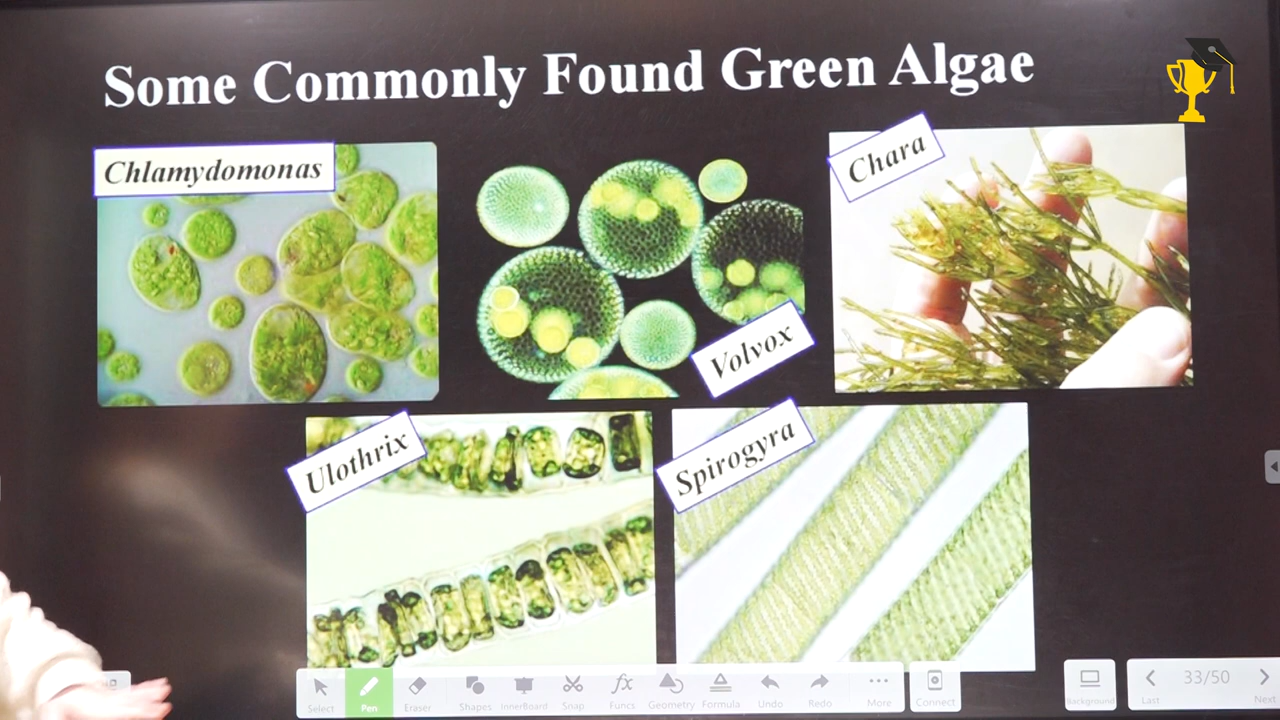 Some Commonly Found Green Algae
Chlamydomonas
Volvox
Chara
Ulothrix
Spirogyra
Select
Pen
Eraser
Shapes
InnerBoard
Snap
Funcs
Geometry
Formula
Undo
Redo
More
Connect
Background
Last
33/50
Next